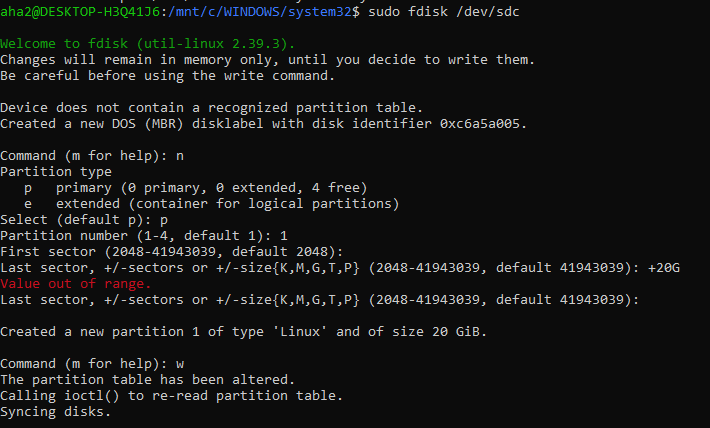 aha2@DESKTOP-H3Q41J6:/mnt/c/WINDOWS/system32$ sudo fdisk /dev/sdc
Welcome to fdisk (util-linux 2.39.3).
Changes will remain in memory only, until you decide to write them.
Be careful before using the write command.
Device does not contain a recognized partition table.
Created a new DOS (MBR) disklabel with disk identifier 0xc6a5a005.
Command (m for help): n
Partition type
p primary (0 primary, 0 extended, 4 free)
e extended (container for logical partitions)
Select (default p): p
Partition number (1-4, default 1): 1
First sector (2048-41943039, default 2048):
Last sector, +/-sectors or +/-size{K,M,G,T,P} (2048-41943039, default 41943039): +20G
Value out of range.
Last sector, +/-sectors or +/-size{K,M,G,T,P} (2048-41943039, default 41943039):
Created a new partition 1 of type 'Linux' and of size 20 GiB.
Command (m for help): w
The partition table has been altered.
Calling ioctl() to re-read partition table.
Syncing disks.